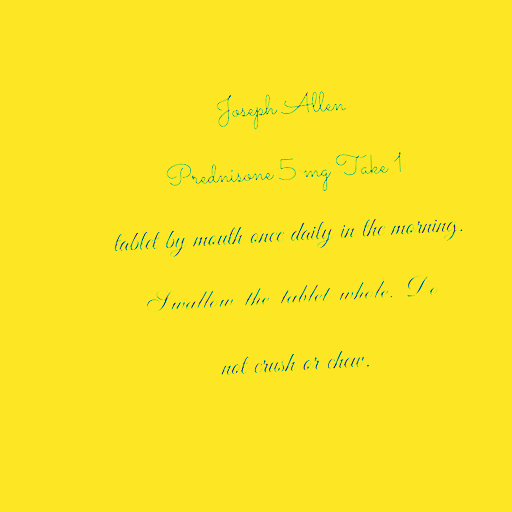 Joseph Allen
Prednisone 5 mg Take 1
tablet by mouth once daily in the morning.
Swallow the tablet whole. Do
not crush or chew.